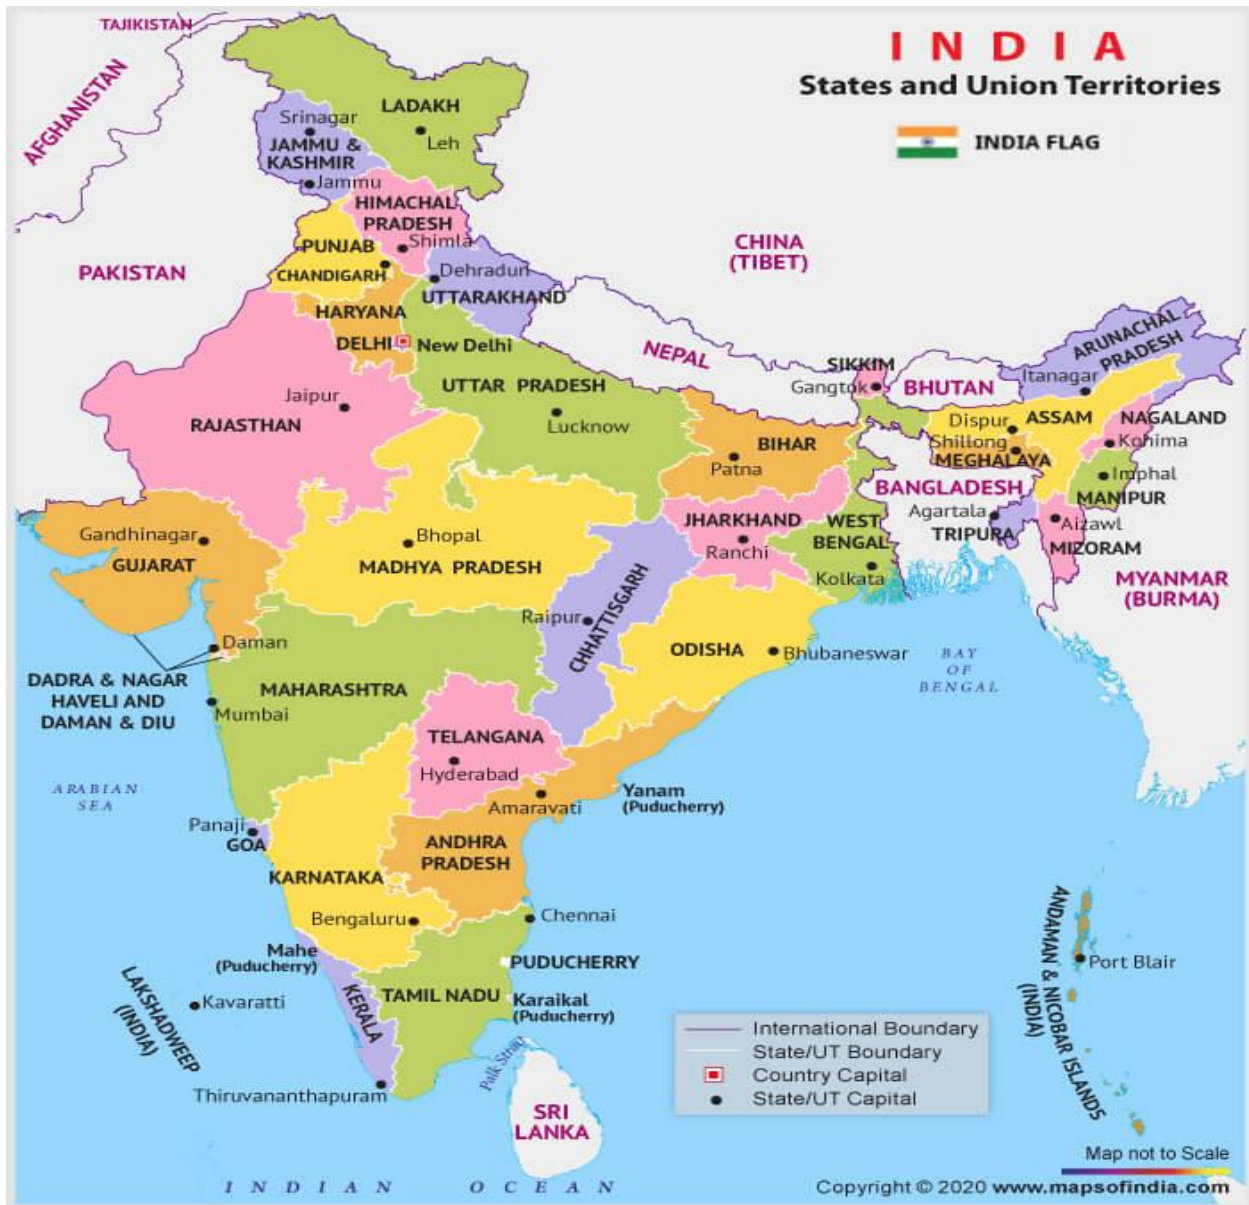 TAJIKISTAN
AFGHANISTAN
I N D I A
States and Union Territories
INDIA FLAG
LADAKH
Srinagar
Leh
JAMMU &
KASHMIR
Jammu
HIMACHAL
PRADESH
Shimla
PUNJAB
CHANDIGARH
PAKISTAN
CHINA
(TIBET)
Dehradun
UTTARAKHAND
HARYANA
DELHI
New Delhi
NEPAL
UTTAR PRADESH
Lucknow
Jaipur
RAJASTHAN
SIKKIM
Gangtok
BHUTAN
ARUNACHAL
PRADESH
Itanagar
Dispur
ASSAM
NAGALAND
Kohima
Shillong
MEGHALAYA
BIHAR
Patna
BANGLADESH
Imphal
MANIPUR
Agartala
TRIPURA
Aizawl
MIZORAM
MYANMAR
(BURMA)
JHARKHAND
Ranchi
WEST
BENGAL
Kolkata
Gandhinagar
GUJARAT
Bhopal
MADHYA PRADESH
Raipur
CHHATTISGARH
ODISHA
Bhubaneswar
BAY
OF
BENGAL
Daman
DADRA & NAGAR
HAVELI AND
DAMAN & DIU
MAHARASHTRA
Mumbai
TELANGANA
Hyderabad
ARABIAN
SEA
Amaravati
Yanam
(Puducherry)
Panaji
GOA
ANDHRA
PRADESH
KARNATAKA
Bengaluru
Chennai
Mahe
(Puducherry)
PUDUCHERRY
LAKSHADWEEP
(INDIA)
Kavaratti
KERALA
TAMIL NADU
Karaikal
(Puducherry)
Thiruvananthapuram
Palk Strait
SRI
LANKA
ANDAMAN & NICOBAR ISLANDS
(INDIA)
Port Blair
International Boundary
State/UT Boundary
Country Capital
State/UT Capital
Map not to Scale
I N D I A N O C E A N
Copyright © 2020 www.mapsofindia.com